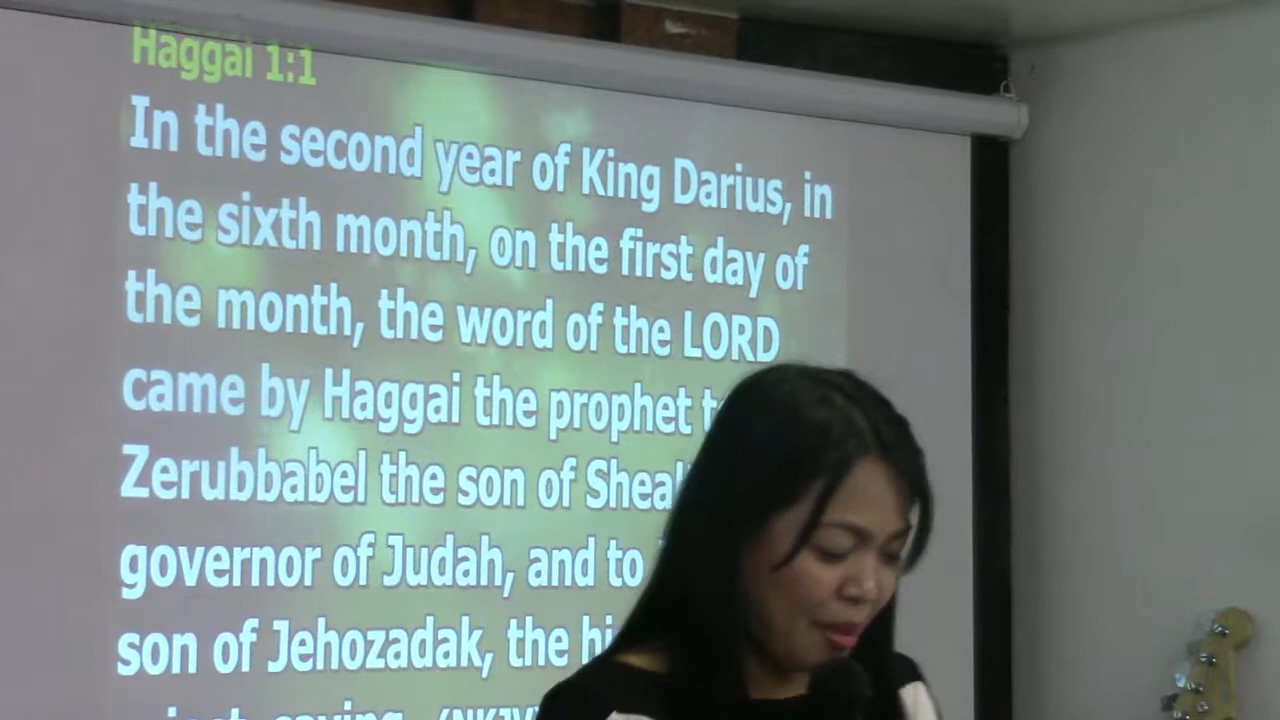 Haggai 1:1
In the second year of King Darius, in
the sixth month, on the first day of
the month, the word of the LORD
came by Haggai the prophet
Zerubbabel the son of
governor of Judah, and to
son of Jehozadak, the
saying,